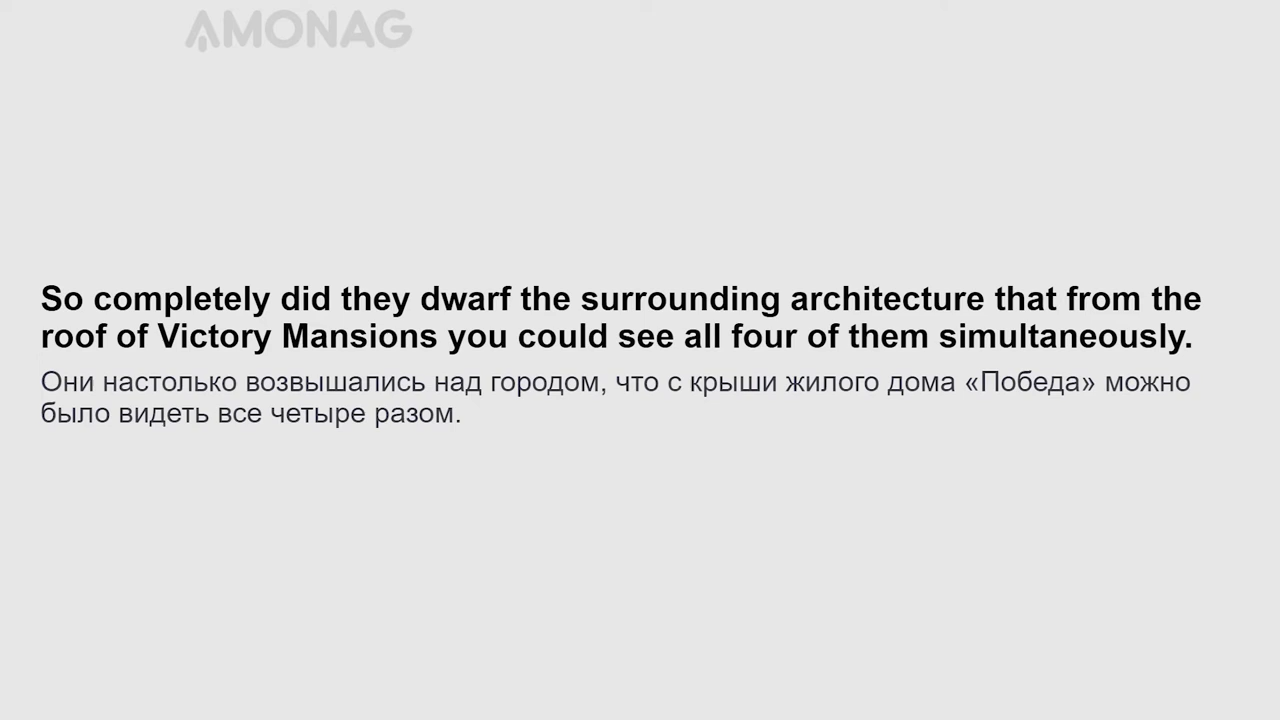 AMONAG
So completely did they dwarf the surrounding architecture that from the
roof of Victory Mansions you could see all four of them simultaneously.
Они настолько возвышались над городом, что с крыши жилого дома «Победа» можно
было видеть все четыре разом.